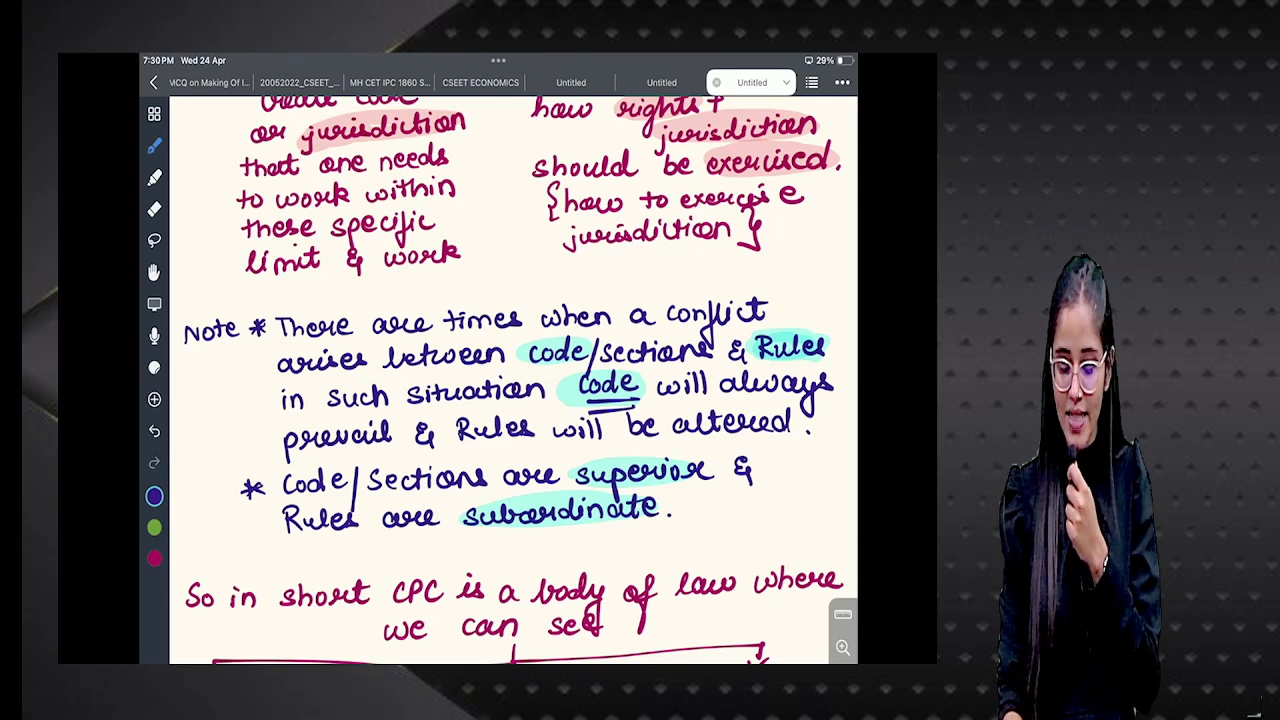 7:30 PM Wed 24 Apr
29%
MCQ on Making Of I...
20052022_CSEET_...
MH CET IPC 1860 S...
CSEET ECONOMICS
Untitled
Untitled
Untitled
code
or jurisdiction
that one needs
to work within
these specific
limit & work
how rights +
jurisdiction
should be exercised.
{how to exercise
jurisdiction}
Note * There are times when a conflict
arises between code/sections & Rules
in such situation code will always
prevail & Rules will be altered.
* Code/Sections are superior &
Rules are subordinate.
So in short CPC is a body of law where
we can see